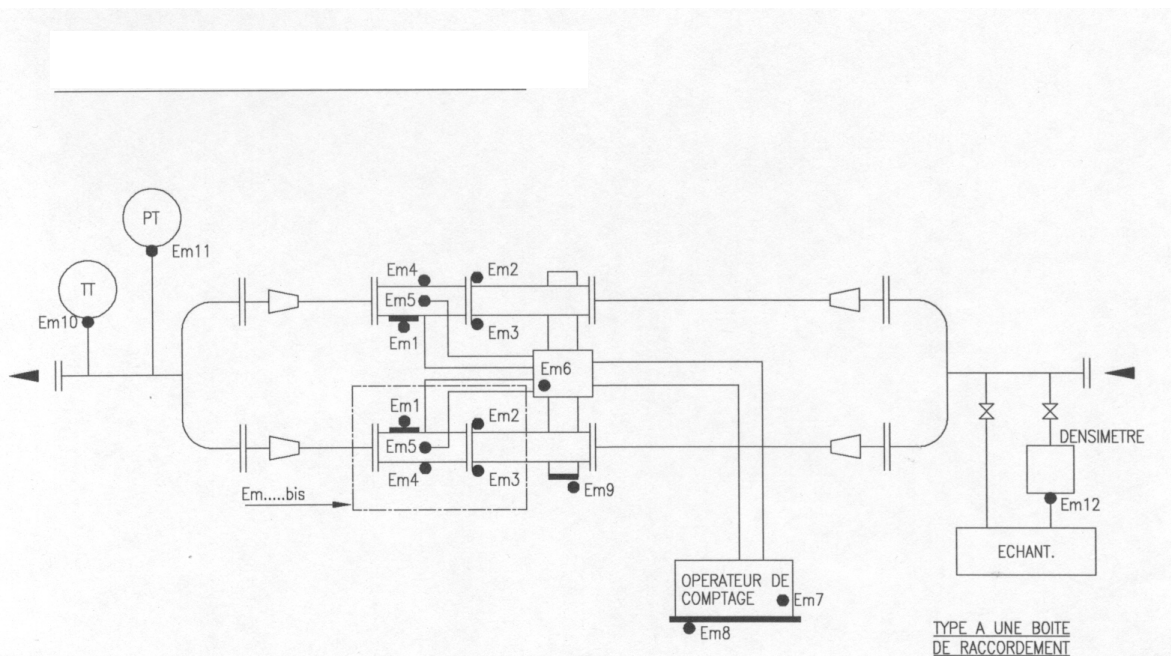 PT
Em11
TT
Em10
Em4
Em2
Em5
Em1
Em3
Em6
Em1
Em2
Em5
Em4
Em3
Em9
Em.....bis
DENSIMETRE
Em12
ECHANT.
OPERATEUR DE
COMPTAGE
Em7
Em8
TYPE A UNE BOITE
DE RACCORDEMENT